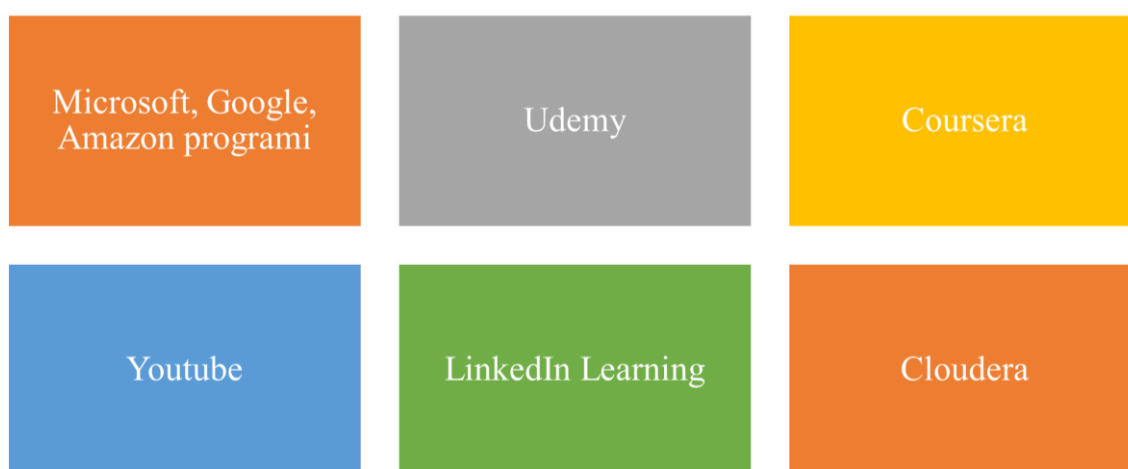 Microsoft, Google,
Amazon programi
Udemy
Coursera
Youtube
LinkedIn Learning
Cloudera